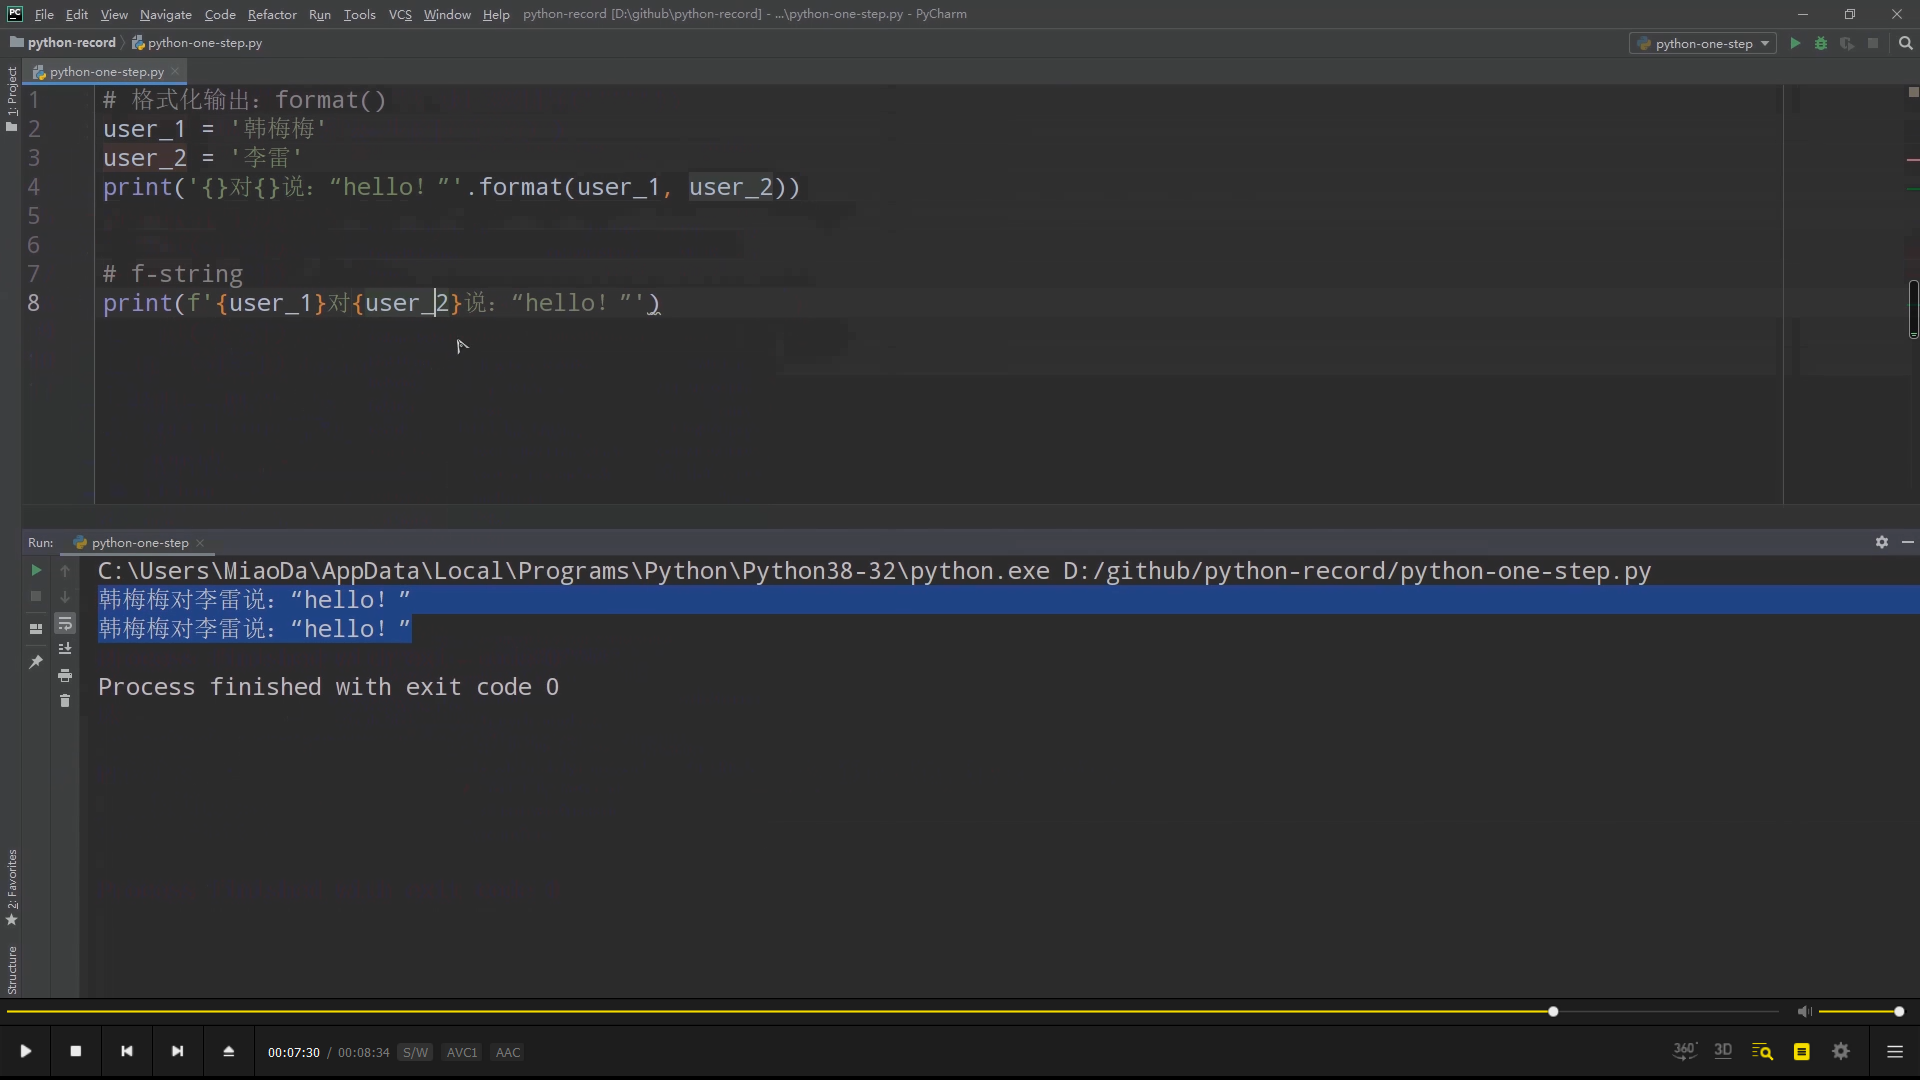 File Edit View Navigate Code Refactor Run Tools VCS Window Help python-record [D:\github\python-record] - ...\python-one-step.py - PyCharm
python-record python-one-step.py python-one-step
1: Project
python-one-step.py
1 # 格式化输出：format()
2 user_1 = '韩梅梅'
3 user_2 = '李雷'
4 print('{}对{}说：“hello！”'.format(user_1, user_2))
5
6
7 # f-string
8 print(f'{user_1}对{user_2}说：“hello！”')
Run: python-one-step
C:\Users\MiaoDa\AppData\Local\Programs\Python\Python38-32\python.exe D:/github/python-record/python-one-step.py
韩梅梅对李雷说：“hello！”
韩梅梅对李雷说：“hello！”
Process finished with exit code 0
2: Favorites
Structure
00:07:30 / 00:08:34 S/W AVC1 AAC 360° 3D